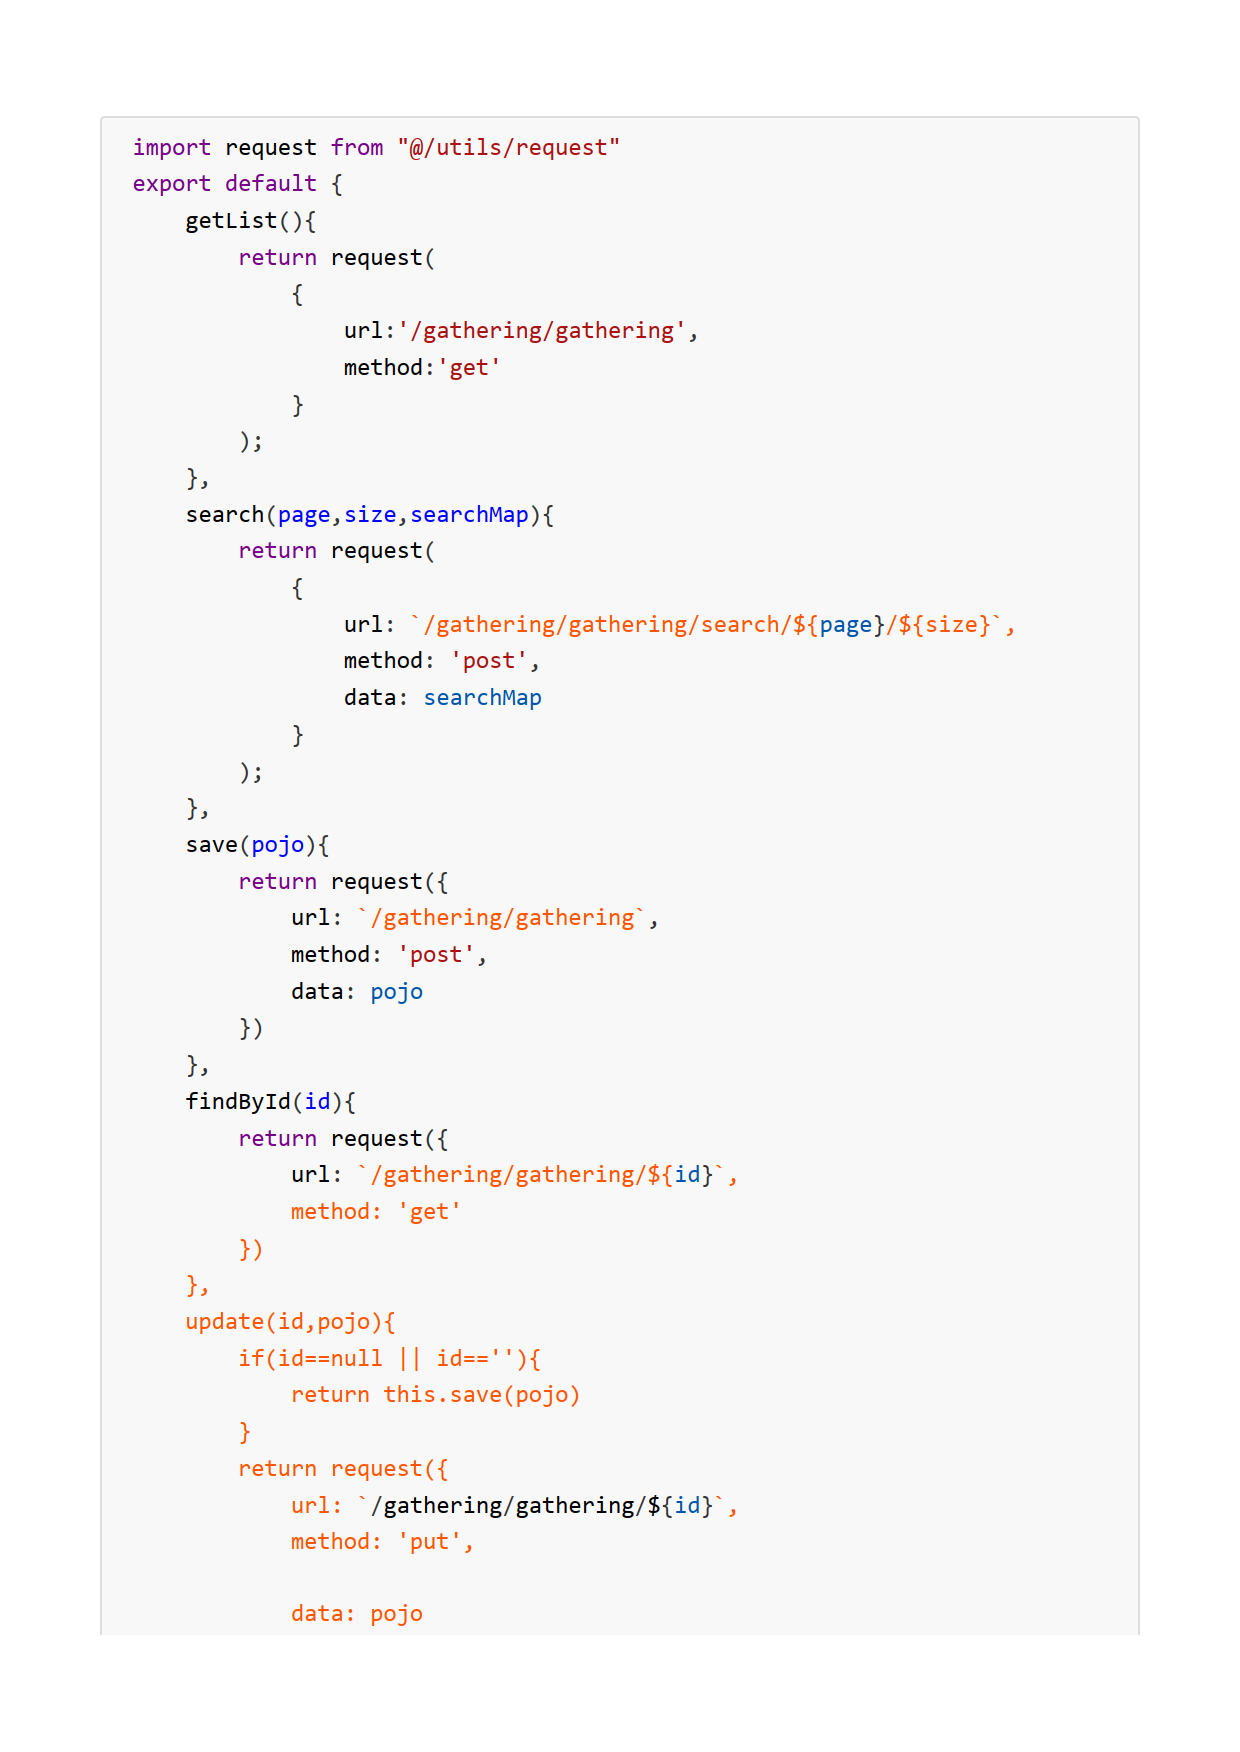 import request from "@/utils/request"
export default {
    getList(){
        return request(
            {
                url:'/gathering/gathering',
                method:'get'
            }
        );
    },
    search(page,size,searchMap){
        return request(
            {
                url: `/gathering/gathering/search/${page}/${size}`,
                method: 'post',
                data: searchMap
            }
        );
    },
    save(pojo){
        return request({
            url: `/gathering/gathering`,
            method: 'post',
            data: pojo
        })
    },
    findById(id){
        return request({
            url: `/gathering/gathering/${id}`,
            method: 'get'
        })
    },
    update(id,pojo){
        if(id==null || id==''){
            return this.save(pojo)
        }
        return request({
            url: `/gathering/gathering/${id}`,
            method: 'put',

            data: pojo